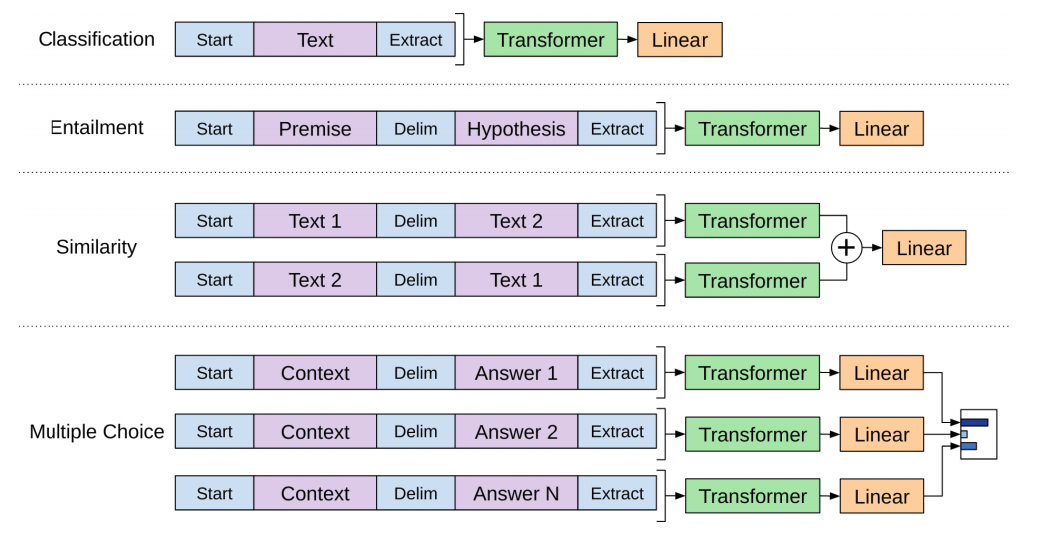 Classification Start Text Extract Transformer Linear
Entailment Start Premise Delim Hypothesis Extract Transformer Linear
Start Text 1 Delim Text 2 Extract Transformer
Similarity + Linear
Start Text 2 Delim Text 1 Extract Transformer
Start Context Delim Answer 1 Extract Transformer Linear
Multiple Choice Start Context Delim Answer 2 Extract Transformer Linear
Start Context Delim Answer N Extract Transformer Linear